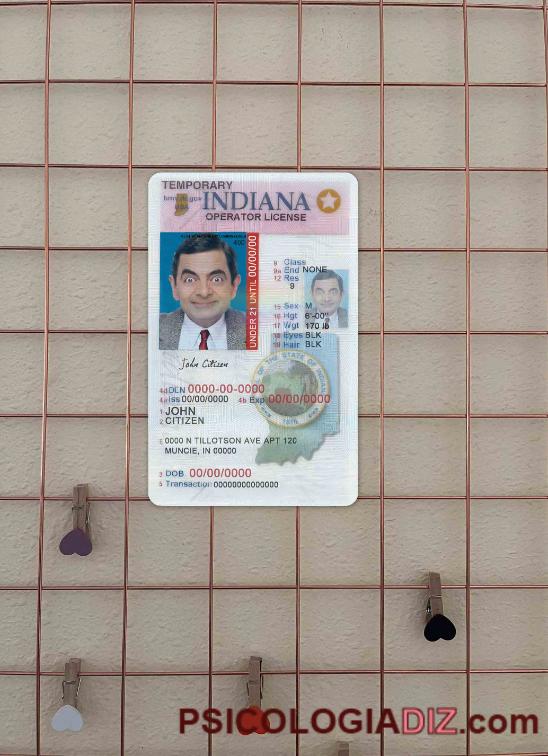 TEMPORARY
INDIANA
OPERATOR LICENSE
400
UNDER 21 UNTIL 00/00/00
9 Class
9a End NONE
12 Res
9
15 Sex M
16 Hgt 6'-00"
17 Wgt 170 lb
18 Eyes BLK
19 Hair BLK
John Citizen
4d DLN 0000-00-0000
4a Iss 00/00/0000 4b Exp 00/00/0000
1 JOHN
2 CITIZEN
8 0000 N TILLOTSON AVE APT 120
MUNCIE, IN 00000
3 DOB 00/00/0000
5 Transaction 00000000000000
OF THE STATE OF INDIANA
1816
PSICOLOGIADIZ.com